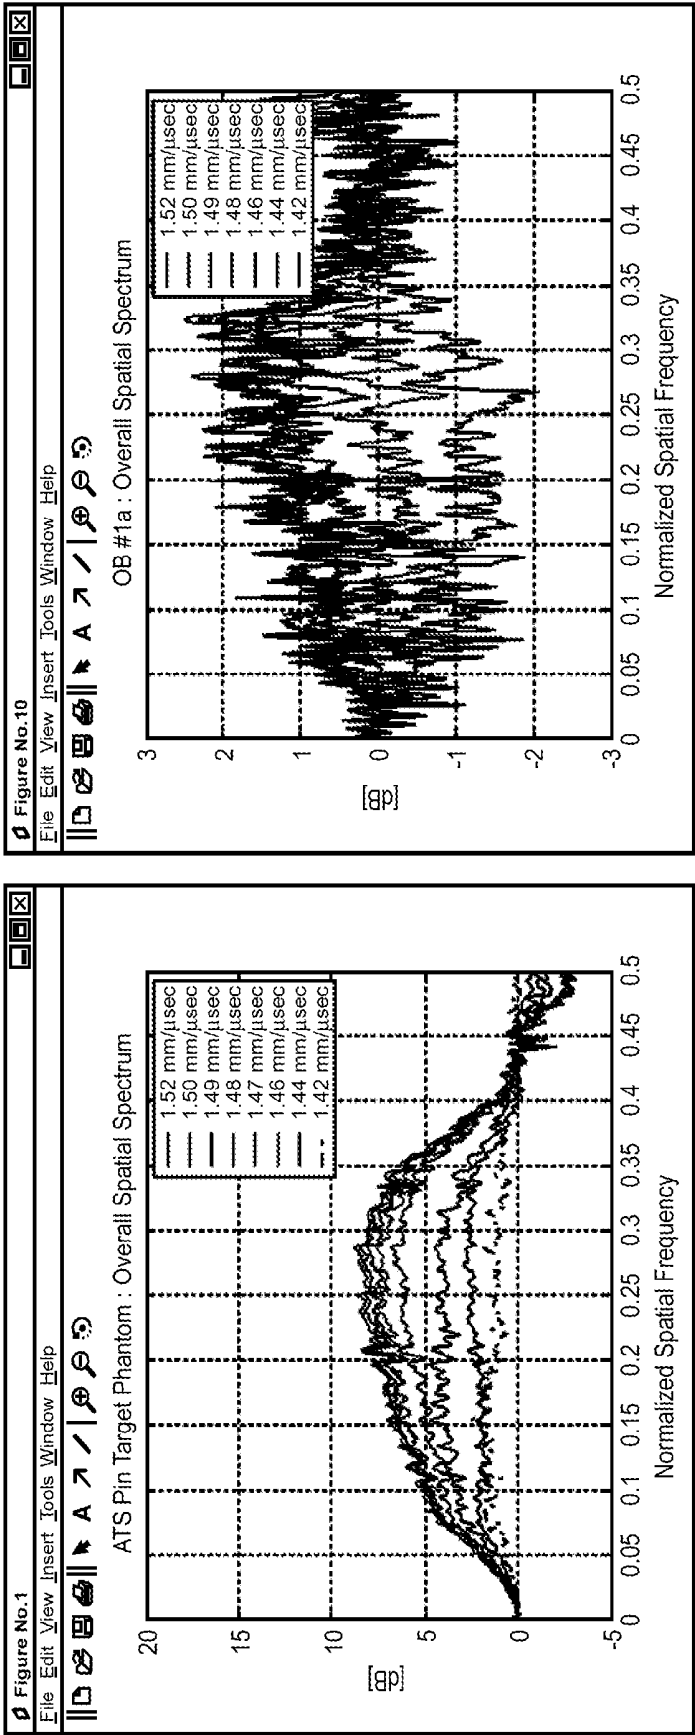 Figure No.1
File Edit View Insert Tools Window Help
A
ATS Pin Target Phantom : Overall Spatial Spectrum
1.52 mm/µsec
1.50 mm/µsec
1.49 mm/µsec
1.48 mm/µsec
1.47 mm/µsec
1.46 mm/µsec
1.44 mm/µsec
1.42 mm/µsec
20
15
10
5
0
-5
[dB]
0 0.05 0.1 0.15 0.2 0.25 0.3 0.35 0.4 0.45 0.5
Normalized Spatial Frequency
Figure No.10
File Edit View Insert Tools Window Help
A
OB #1a : Overall Spatial Spectrum
1.52 mm/µsec
1.50 mm/µsec
1.49 mm/µsec
1.48 mm/µsec
1.46 mm/µsec
1.44 mm/µsec
1.42 mm/µsec
3
2
1
0
-1
-2
-3
[dB]
0 0.05 0.1 0.15 0.2 0.25 0.3 0.35 0.4 0.45 0.5
Normalized Spatial Frequency